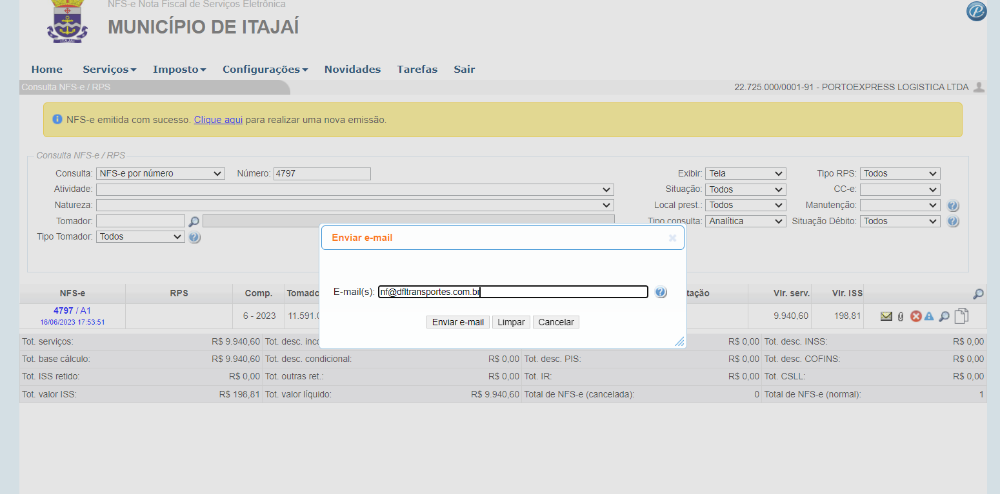 NFS-e Nota Fiscal de Serviços Eletrônica
MUNICÍPIO DE ITAJAÍ
ITAJAÍ
Home Serviços Imposto Configurações Novidades Tarefas Sair
Consulta NFS-e / RPS 22.725.000/0001-91 - PORTOEXPRESS LOGISTICA LTDA
NFS-e emitida com sucesso. Clique aqui para realizar uma nova emissão.
Consulta NFS-e / RPS
Consulta: NFS-e por número Número: 4797 Exibir: Tela Tipo RPS: Todos
Atividade: Situação: Todos CC-e:
Natureza: Local prest.: Todos Manutenção:
Tomador: Tipo consulta: Analítica Situação Débito: Todos
Tipo Tomador: Todos
Enviar e-mail
E-mail(s): nf@dfltransportes.com.br
Enviar e-mail Limpar Cancelar
NFS-e RPS Comp. Tomado tação Vlr. serv. Vlr. ISS
4797 / A1
16/06/2023 17:53:51 6 - 2023 11.591.0 9.940,60 198,81
Tot. serviços: R$ 9.940,60 Tot. desc. inco R$ 0,00 Tot. desc. INSS: R$ 0,00
Tot. base cálculo: R$ 9.940,60 Tot. desc. condicional: R$ 0,00 Tot. desc. PIS: R$ 0,00 Tot. desc. COFINS: R$ 0,00
Tot. ISS retido: R$ 0,00 Tot. outras ret.: R$ 0,00 Tot. IR: R$ 0,00 Tot. CSLL: R$ 0,00
Tot. valor ISS: R$ 198,81 Tot. valor líquido: R$ 9.940,60 Total de NFS-e (cancelada): 0 Total de NFS-e (normal): 1